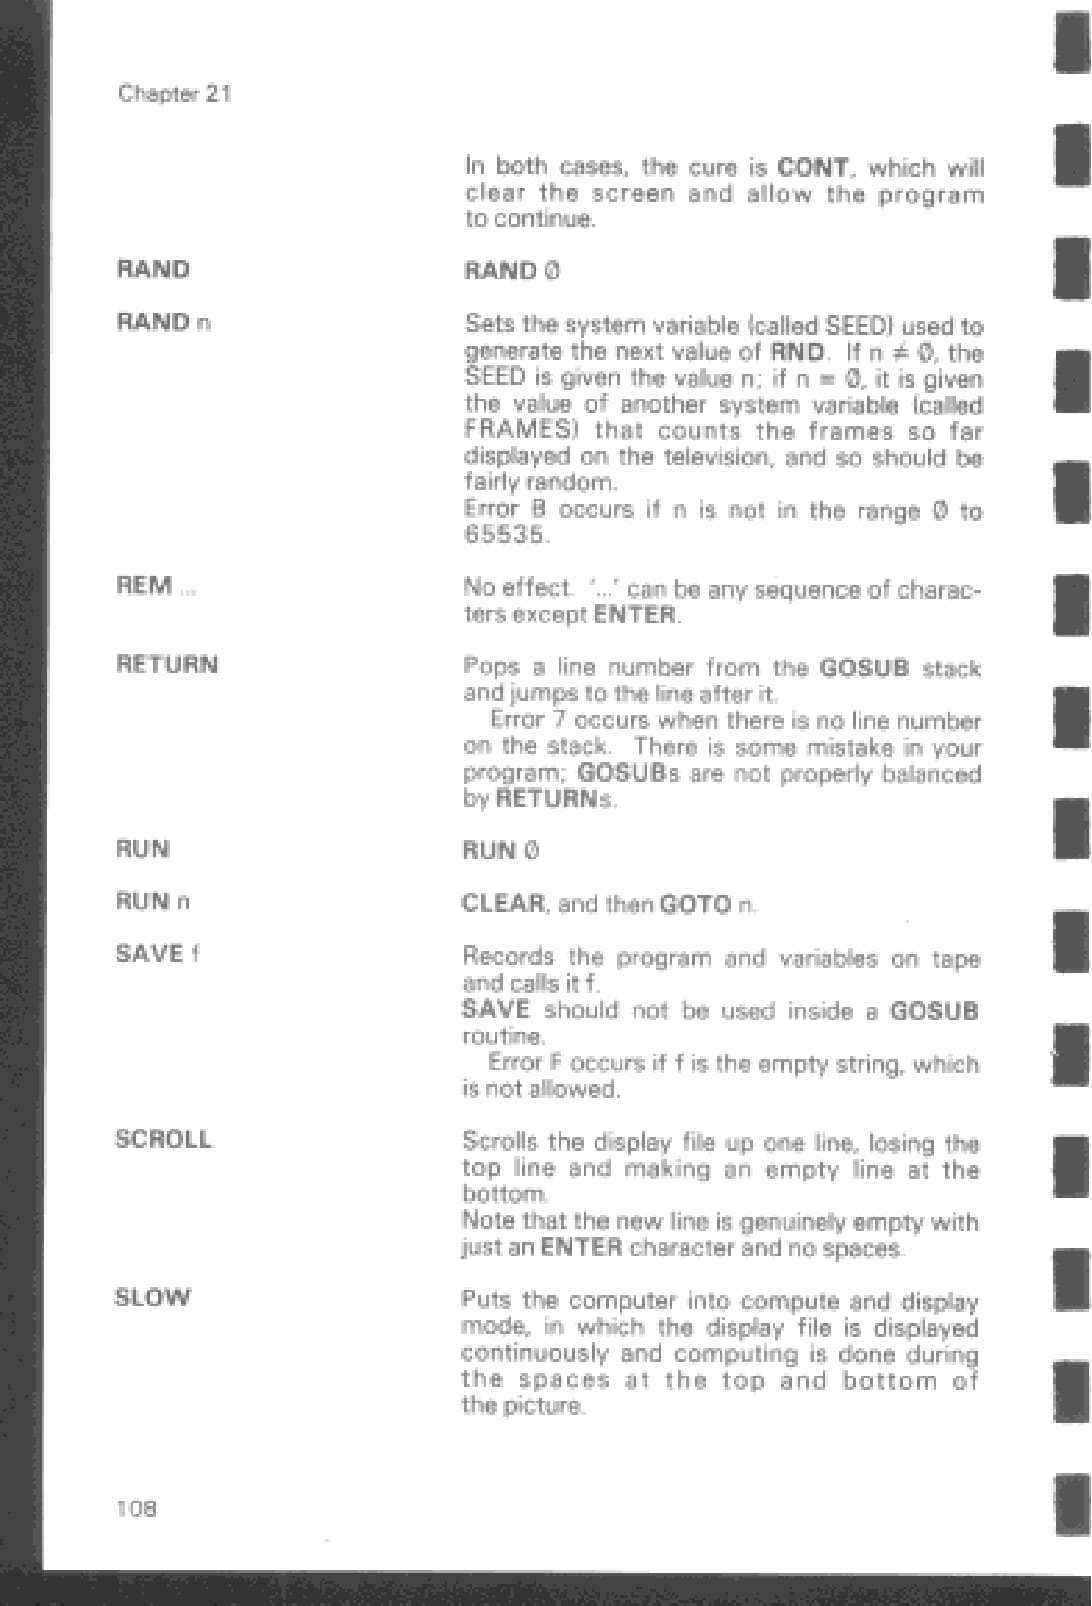 Chapter 21
In both cases, the cure is CONT, which will
clear the screen and allow the program
to continue.
RAND RAND 0
RAND n Sets the system variable (called SEED) used to
generate the next value of RND. If n ≠ 0, the
SEED is given the value n; if n = 0, it is given
the value of another system variable (called
FRAMES) that counts the frames so far
displayed on the television, and so should be
fairly random.
Error B occurs if n is not in the range 0 to
65535.
REM ... No effect. '...' can be any sequence of charac-
ters except ENTER.
RETURN Pops a line number from the GOSUB stack
and jumps to the line after it.
Error 7 occurs when there is no line number
on the stack. There is some mistake in your
program; GOSUBs are not properly balanced
by RETURNs.
RUN RUN 0
RUN n CLEAR, and then GOTO n.
SAVE f Records the program and variables on tape
and calls it f.
SAVE should not be used inside a GOSUB
routine.
Error F occurs if f is the empty string, which
is not allowed.
SCROLL Scrolls the display file up one line, losing the
top line and making an empty line at the
bottom.
Note that the new line is genuinely empty with
just an ENTER character and no spaces.
SLOW Puts the computer into compute and display
mode, in which the display file is displayed
continuously and computing is done during
the spaces at the top and bottom of
the picture.
108